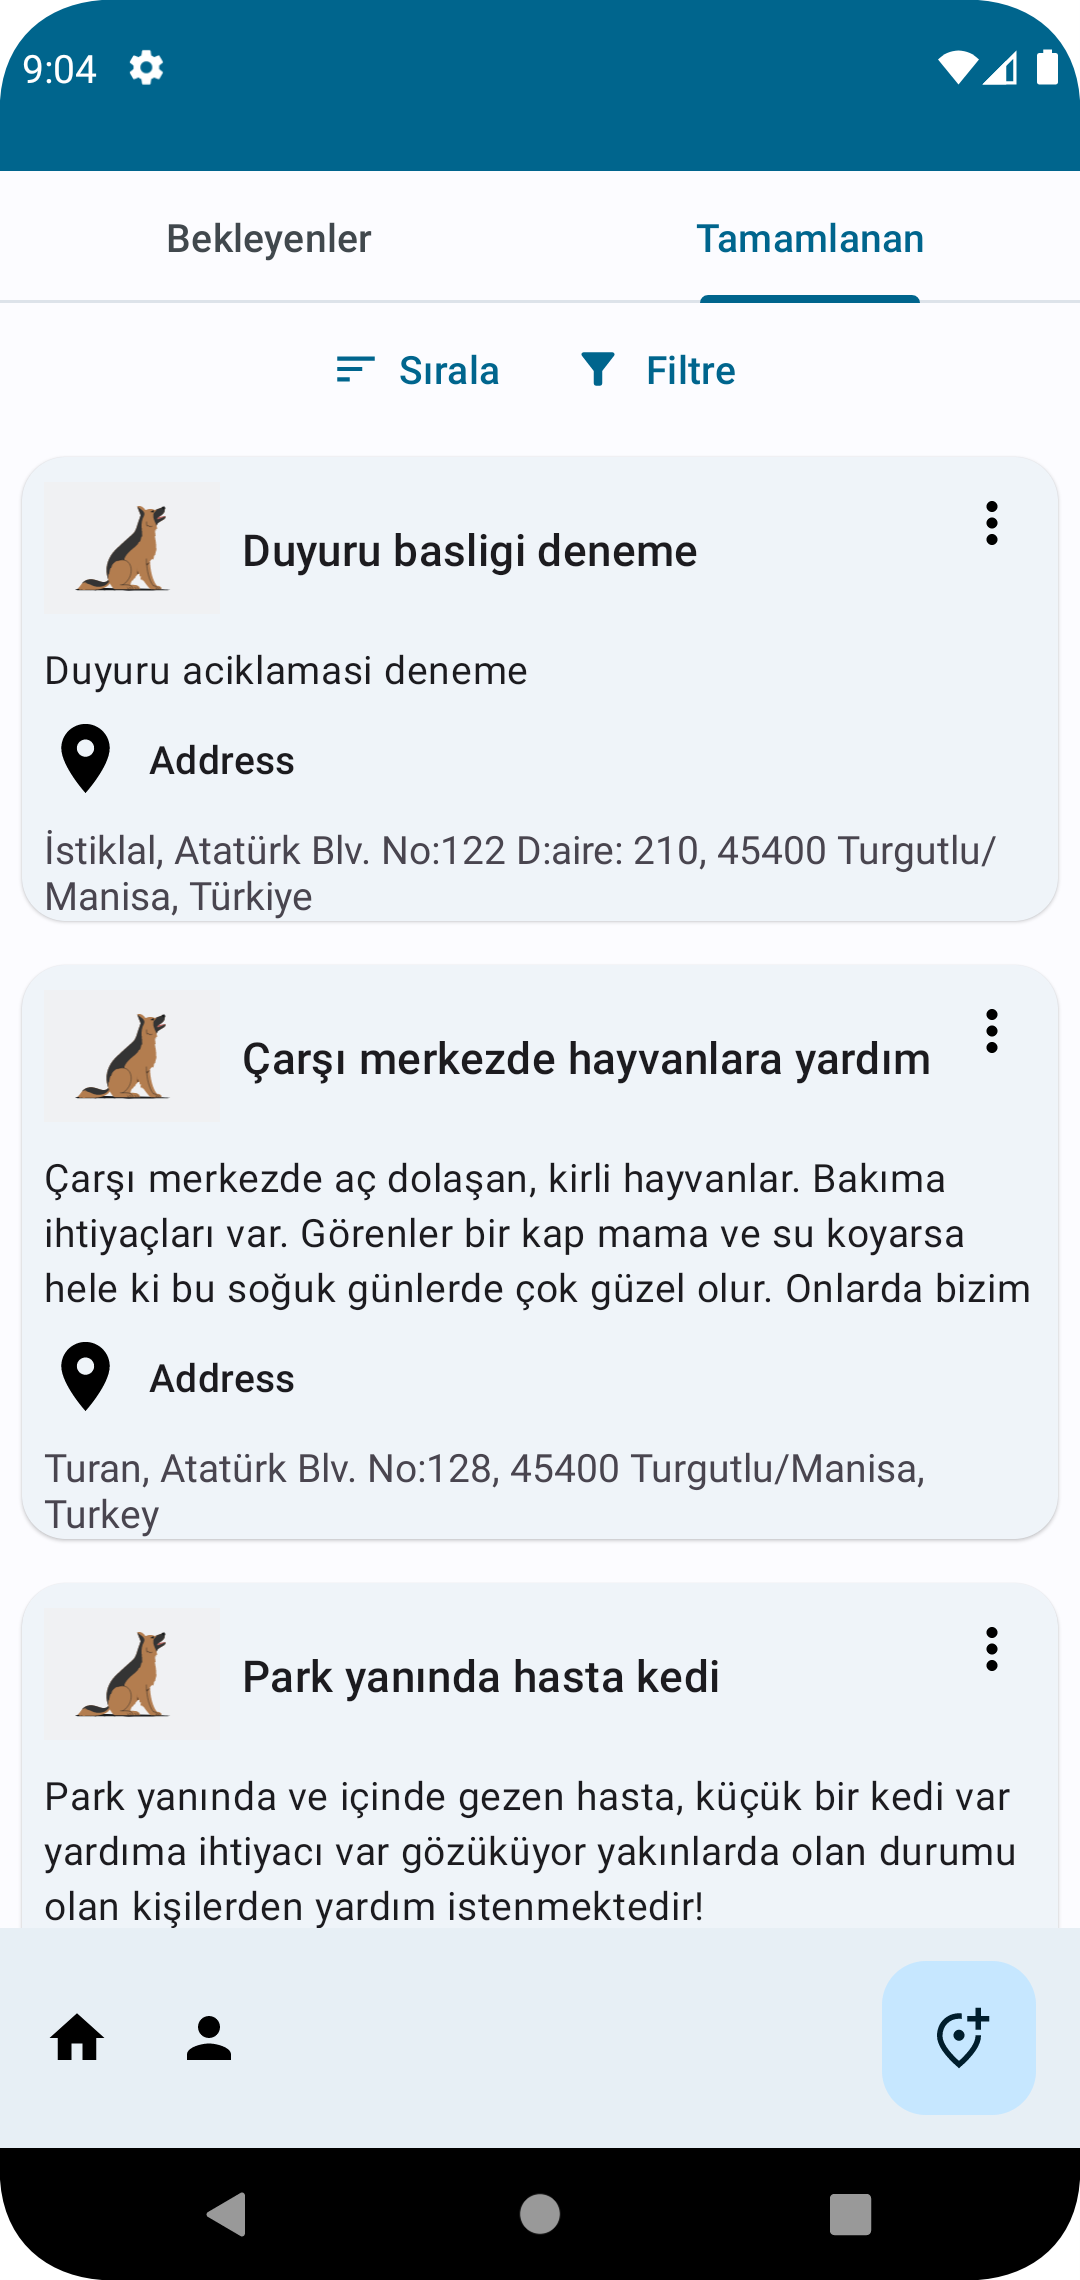 9:04
Bekleyenler
Tamamlanan
Sırala
Filtre
Duyuru basligi deneme
Duyuru aciklamasi deneme
Address
İstiklal, Atatürk Blv. No:122 D:aire: 210, 45400 Turgutlu/
Manisa, Türkiye
Çarşı merkezde hayvanlara yardım
Çarşı merkezde aç dolaşan, kirli hayvanlar. Bakıma
ihtiyaçları var. Görenler bir kap mama ve su koyarsa
hele ki bu soğuk günlerde çok güzel olur. Onlarda bizim
Address
Turan, Atatürk Blv. No:128, 45400 Turgutlu/Manisa,
Turkey
Park yanında hasta kedi
Park yanında ve içinde gezen hasta, küçük bir kedi var
yardıma ihtiyacı var gözüküyor yakınlarda olan durumu
olan kişilerden yardım istenmektedir!